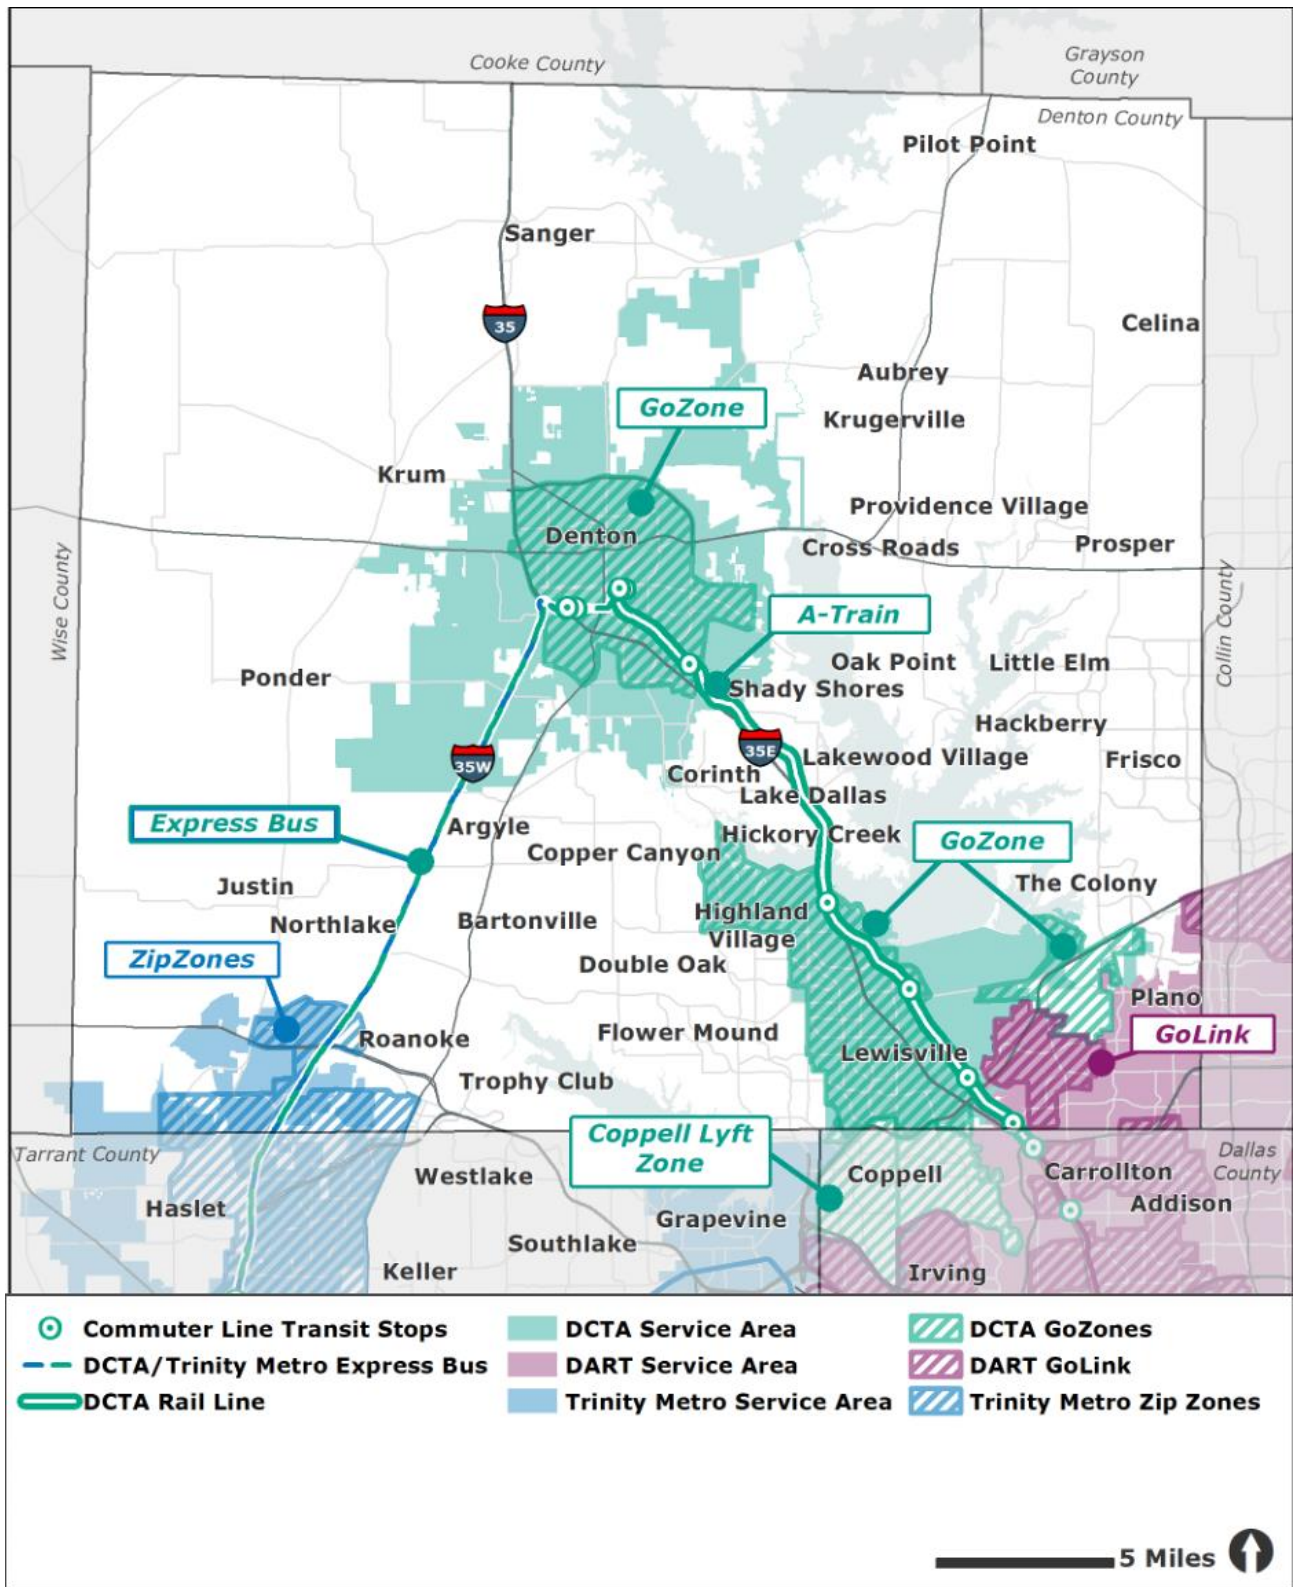 Cooke County
Grayson
County
Denton County
Pilot Point
Sanger
35
Celina
Aubrey
GoZone
Krugerville
Krum
Providence Village
Denton
Cross Roads
Prosper
Wise County
Collin County
A-Train
Oak Point
Little Elm
Ponder
Shady Shores
Hackberry
35W
35E
Lakewood Village
Frisco
Corinth
Lake Dallas
Express Bus
Argyle
Hickory Creek
GoZone
Copper Canyon
Justin
The Colony
Northlake
Bartonville
Highland
Village
ZipZones
Double Oak
Plano
Roanoke
Flower Mound
GoLink
Lewisville
Trophy Club
Coppell Lyft
Zone
Tarrant County
Dallas
County
Westlake
Coppell
Carrollton
Haslet
Grapevine
Addison
Southlake
Keller
Irving
Commuter Line Transit Stops
DCTA/Trinity Metro Express Bus
DCTA Rail Line
DCTA Service Area
DART Service Area
Trinity Metro Service Area
DCTA GoZones
DART GoLink
Trinity Metro Zip Zones
5 Miles